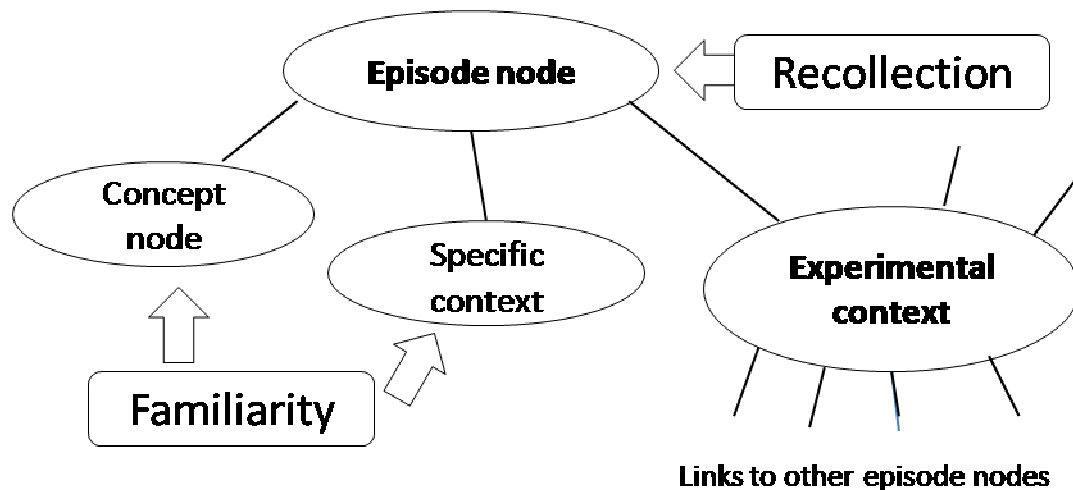 Episode node
Recollection
Concept
node
Specific
context
Experimental
context
Familiarity
Links to other episode nodes